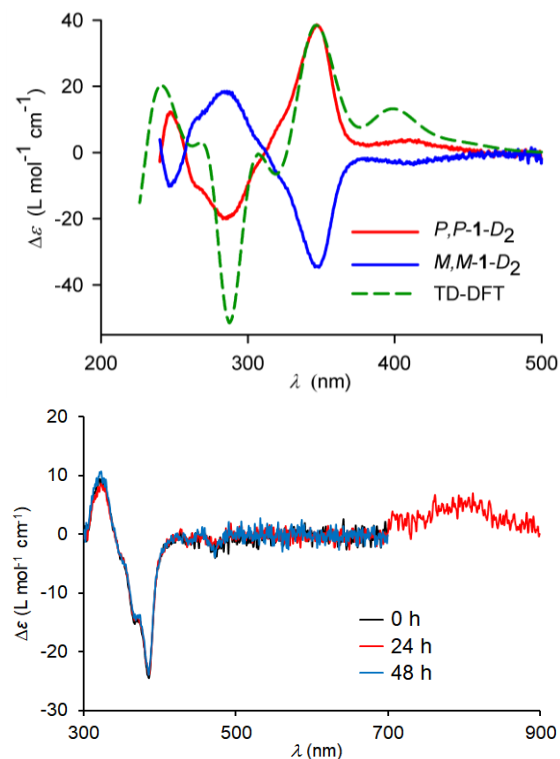 40
20
0
-20
-40
Δε (L mol⁻¹ cm⁻¹)
P,P-1-D₂
M,M-1-D₂
TD-DFT
200 300 400 500
λ (nm)
20
10
0
-10
-20
-30
Δε (L mol⁻¹ cm⁻¹)
0 h
24 h
48 h
300 500 700 900
λ (nm)